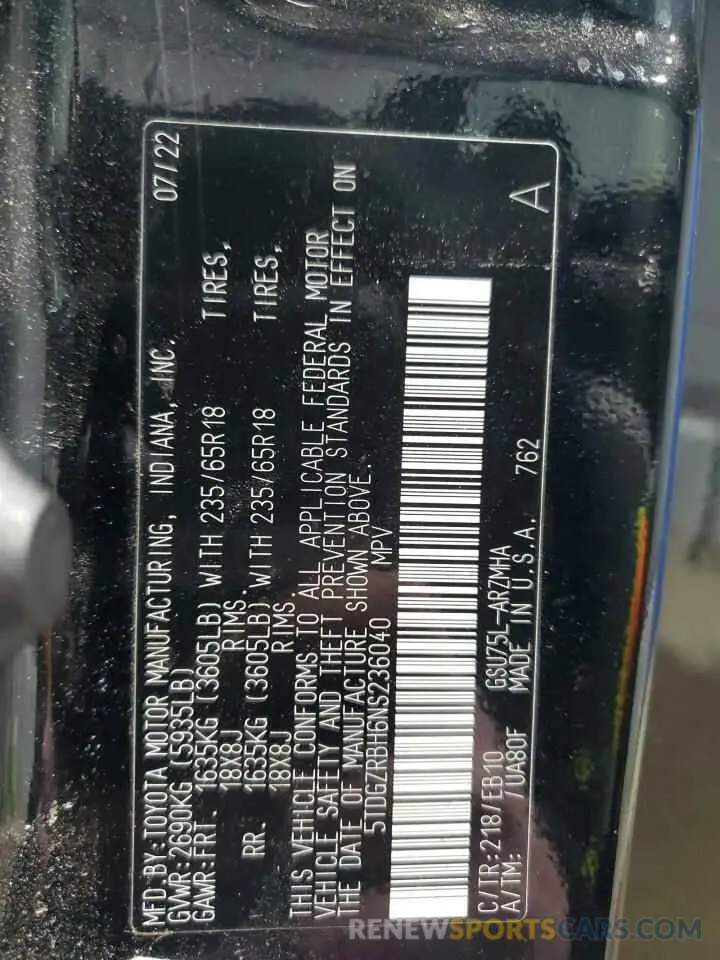 MFD BY:TOYOTA MOTOR MANUFACTURING, INDIANA, INC. 07/22
GVWR:2690KG (5935LB)
GAWR:FRT. 1635KG (3605LB) WITH 235/65R18 TIRES,
18X8J RIMS
RR. 1635KG (3605LB) WITH 235/65R18 TIRES,
18X8J RIMS
THIS VEHICLE CONFORMS TO ALL APPLICABLE FEDERAL MOTOR
VEHICLE SAFETY AND THEFT PREVENTION STANDARDS IN EFFECT ON
THE DATE OF MANUFACTURE SHOWN ABOVE.
5TDGZRBH6NS236040 MPV
C/TR:218/EB10 GSU75L-ARZMHA
A/TM: /UA80F MADE IN U.S.A. 762 A
RENEWSPORTSCARS.COM